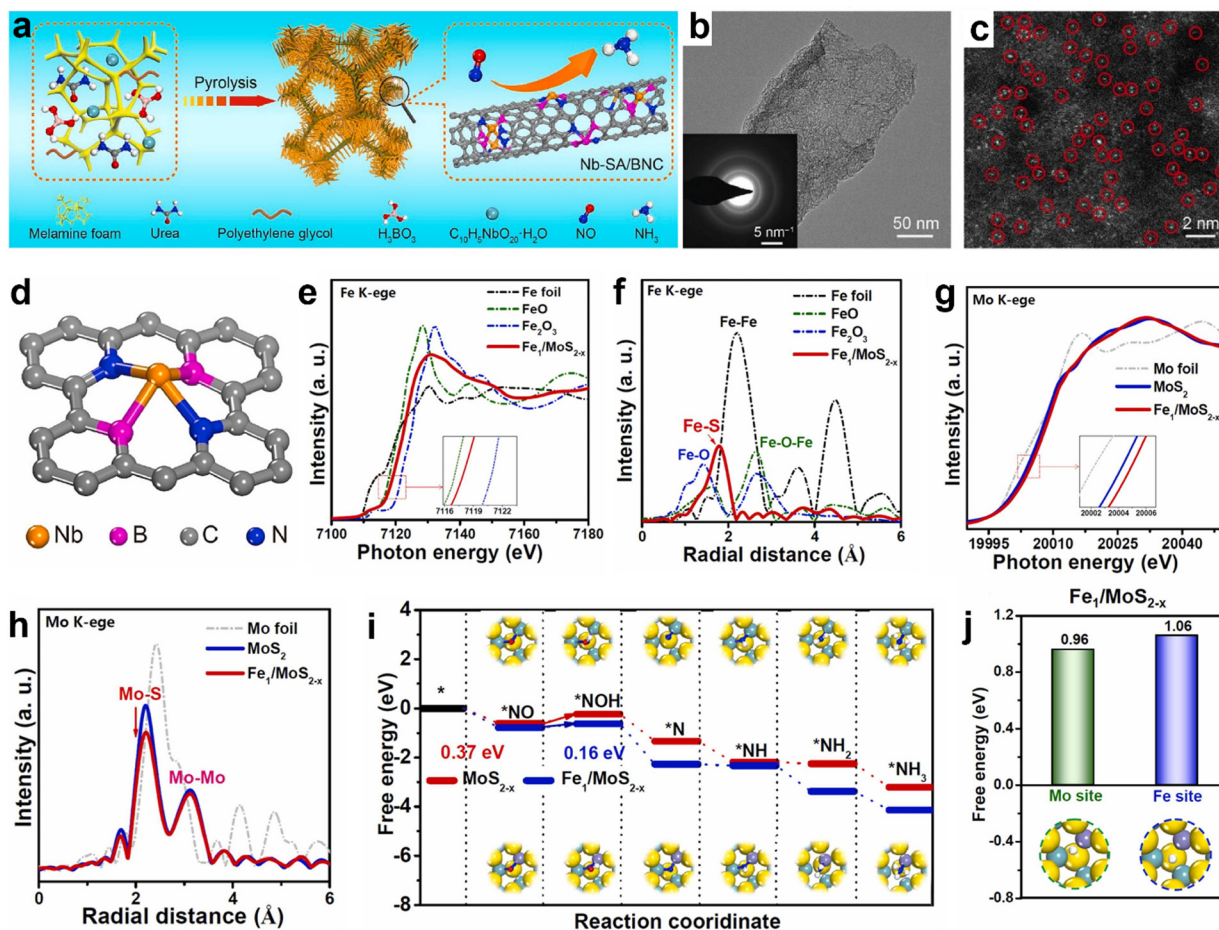 a
Pyrolysis
Nb-SA/BNC
Melamine foam
Urea
Polyethylene glycol
H₃BO₃
C₁₀H₅NbO₂₀·H₂O
NO
NH₃
b
5 nm⁻¹
50 nm
c
2 nm
d
Nb
B
C
N
e
Fe K-ege
Fe foil
FeO
Fe₂O₃
Fe₁/MoS₂₋ₓ
7116 7119 7122
Intensity (a. u.)
7100 7120 7140 7160 7180
Photon energy (eV)
f
Fe K-ege
Fe foil
FeO
Fe₂O₃
Fe₁/MoS₂₋ₓ
Fe-Fe
Fe-S
Fe-O
Fe-O-Fe
Intensity (a. u.)
0 2 4 6
Radial distance (Å)
g
Mo K-ege
Mo foil
MoS₂
Fe₁/MoS₂₋ₓ
20002 20004 20006
Intensity (a. u.)
19995 20010 20025 20040
Photon energy (eV)
h
Mo K-ege
Mo foil
MoS₂
Fe₁/MoS₂₋ₓ
Mo-S
Mo-Mo
Intensity (a. u.)
0 2 4 6
Radial distance (Å)
i
4
2
0
-2
-4
-6
-8
Free energy (eV)
*
*NO
*NOH
*N
*NH
*NH₂
*NH₃
0.37 eV
0.16 eV
MoS₂₋ₓ
Fe₁/MoS₂₋ₓ
Reaction cooridinate
j
Fe₁/MoS₂₋ₓ
1.2
0.9
0.6
0.3
0.0
-0.4
-0.8
Free energy (eV)
0.96
1.06
Mo site
Fe site